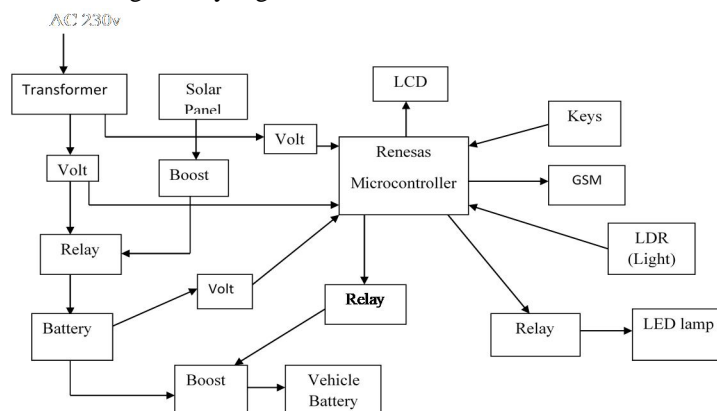 AC 230v
Transformer
Solar
Panel
LCD
Keys
Volt
Renesas
Microcontroller
Volt
Boost
GSM
Relay
LDR
(Light)
Volt
Relay
Battery
Relay
LED lamp
Boost
Vehicle
Battery